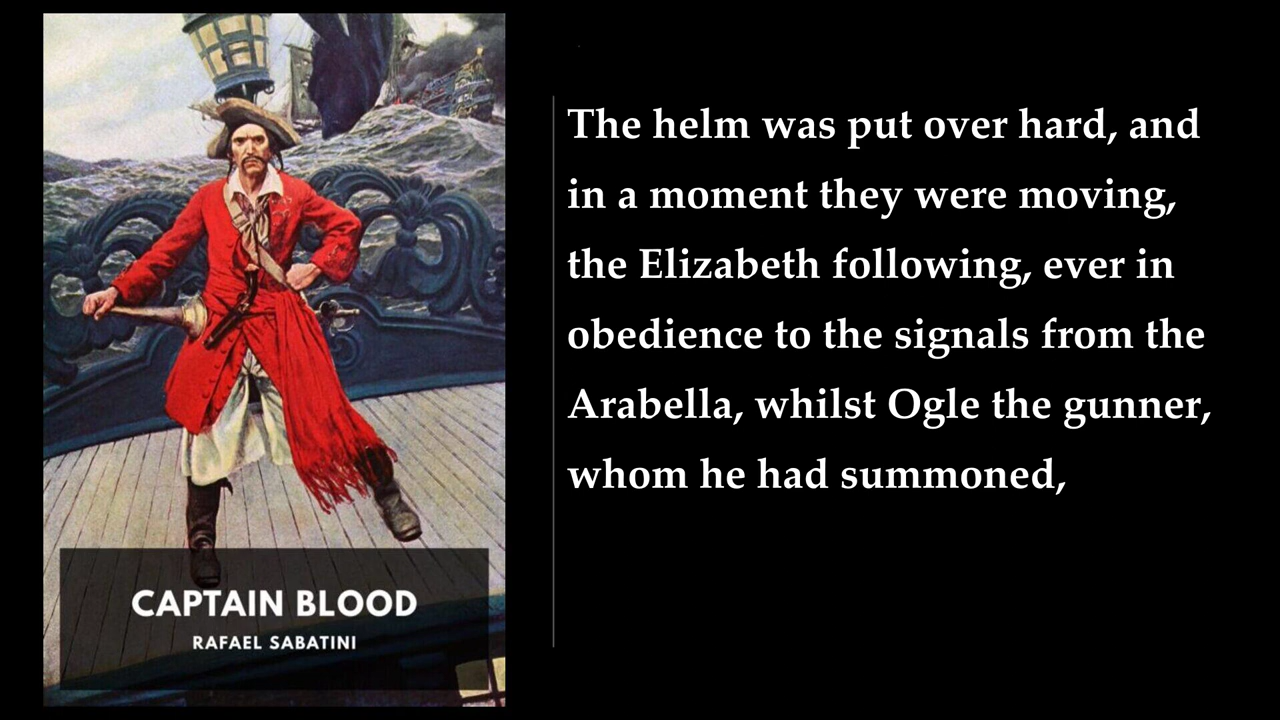 The helm was put over hard, and
in a moment they were moving,
the Elizabeth following, ever in
obedience to the signals from the
Arabella, whilst Ogle the gunner,
whom he had summoned,
CAPTAIN BLOOD
RAFAEL SABATINI